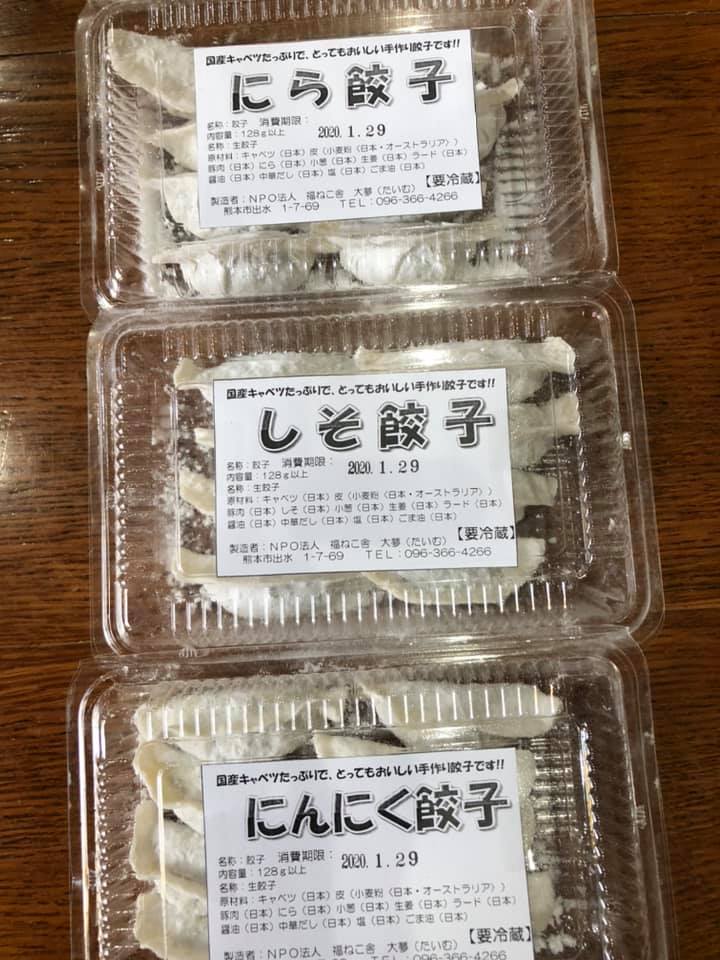 国産キャベツたっぷりで、とってもおいしい手作り餃子です!!
にら餃子
名称：餃子 消費期限：
内容量：128g以上 2020.1.29
名称：生餃子
原材料：キャベツ（日本）皮（小麦粉（日本・オーストラリア））
豚肉（日本）にら（日本）小葱（日本）生姜（日本）ラード（日本）
醤油（日本）中華だし（日本）塩（日本）ごま油（日本）
【要冷蔵】
製造者：NPO法人 福ねこ舎 大夢（たいむ）
熊本市出水 1-7-69 TEL：096-366-4266
国産キャベツたっぷりで、とってもおいしい手作り餃子です!!
しそ餃子
名称：餃子 消費期限：
内容量：128g以上 2020.1.29
名称：生餃子
原材料：キャベツ（日本）皮（小麦粉（日本・オーストラリア））
豚肉（日本）しそ（日本）小葱（日本）生姜（日本）ラード（日本）
醤油（日本）中華だし（日本）塩（日本）ごま油（日本）
【要冷蔵】
製造者：NPO法人 福ねこ舎 大夢（たいむ）
熊本市出水 1-7-69 TEL：096-366-4266
国産キャベツたっぷりで、とってもおいしい手作り餃子です!!
にんにく餃子
名称：餃子 消費期限：
内容量：128g以上 2020.1.29
名称：生餃子
原材料：キャベツ（日本）皮（小麦粉（日本・オーストラリア））
豚肉（日本）にら（日本）小葱（日本）生姜（日本）ラード（日本）
醤油（日本）中華だし（日本）塩（日本）ごま油（日本）
【要冷蔵】
製造者：NPO法人 福ねこ舎 大夢（たいむ）
TEL：096-366-4266